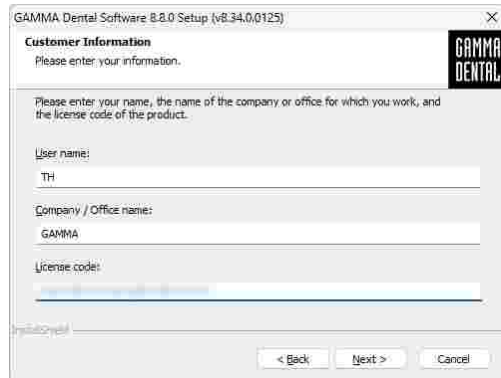 GAMMA Dental Software 8.8.0 Setup (v8.34.0.0125)
Customer Information
Please enter your information.
GAMMA
DENTAL
Please enter your name, the name of the company or office for which you work, and
the license code of the product.
User name:
TH
Company / Office name:
GAMMA
License code:
InstallShield
< Back
Next >
Cancel